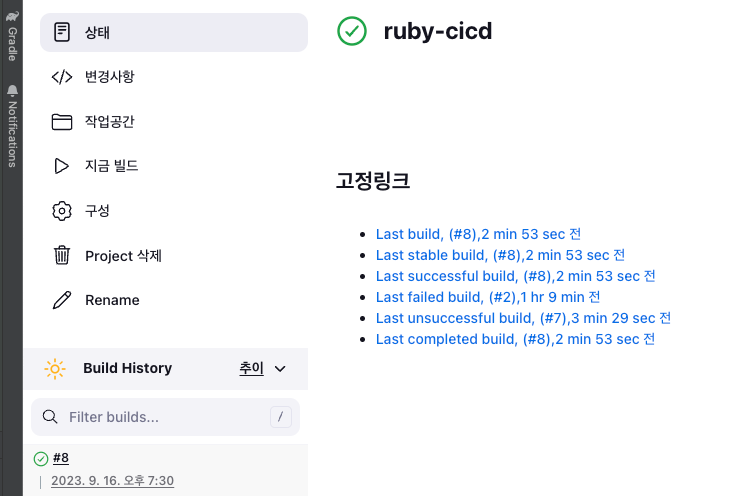 Gradle
Notifications
상태
변경사항
작업공간
지금 빌드
구성
Project 삭제
Rename
Build History 추이
Filter builds... /
#8
2023. 9. 16. 오후 7:30
ruby-cicd
고정링크
Last build, (#8),2 min 53 sec 전
Last stable build, (#8),2 min 53 sec 전
Last successful build, (#8),2 min 53 sec 전
Last failed build, (#2),1 hr 9 min 전
Last unsuccessful build, (#7),3 min 29 sec 전
Last completed build, (#8),2 min 53 sec 전